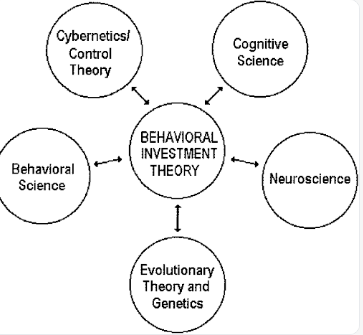 Cybernetics/
Control
Theory
Cognitive
Science
BEHAVIORAL
INVESTMENT
THEORY
Behavioral
Science
Neuroscience
Evolutionary
Theory and
Genetics